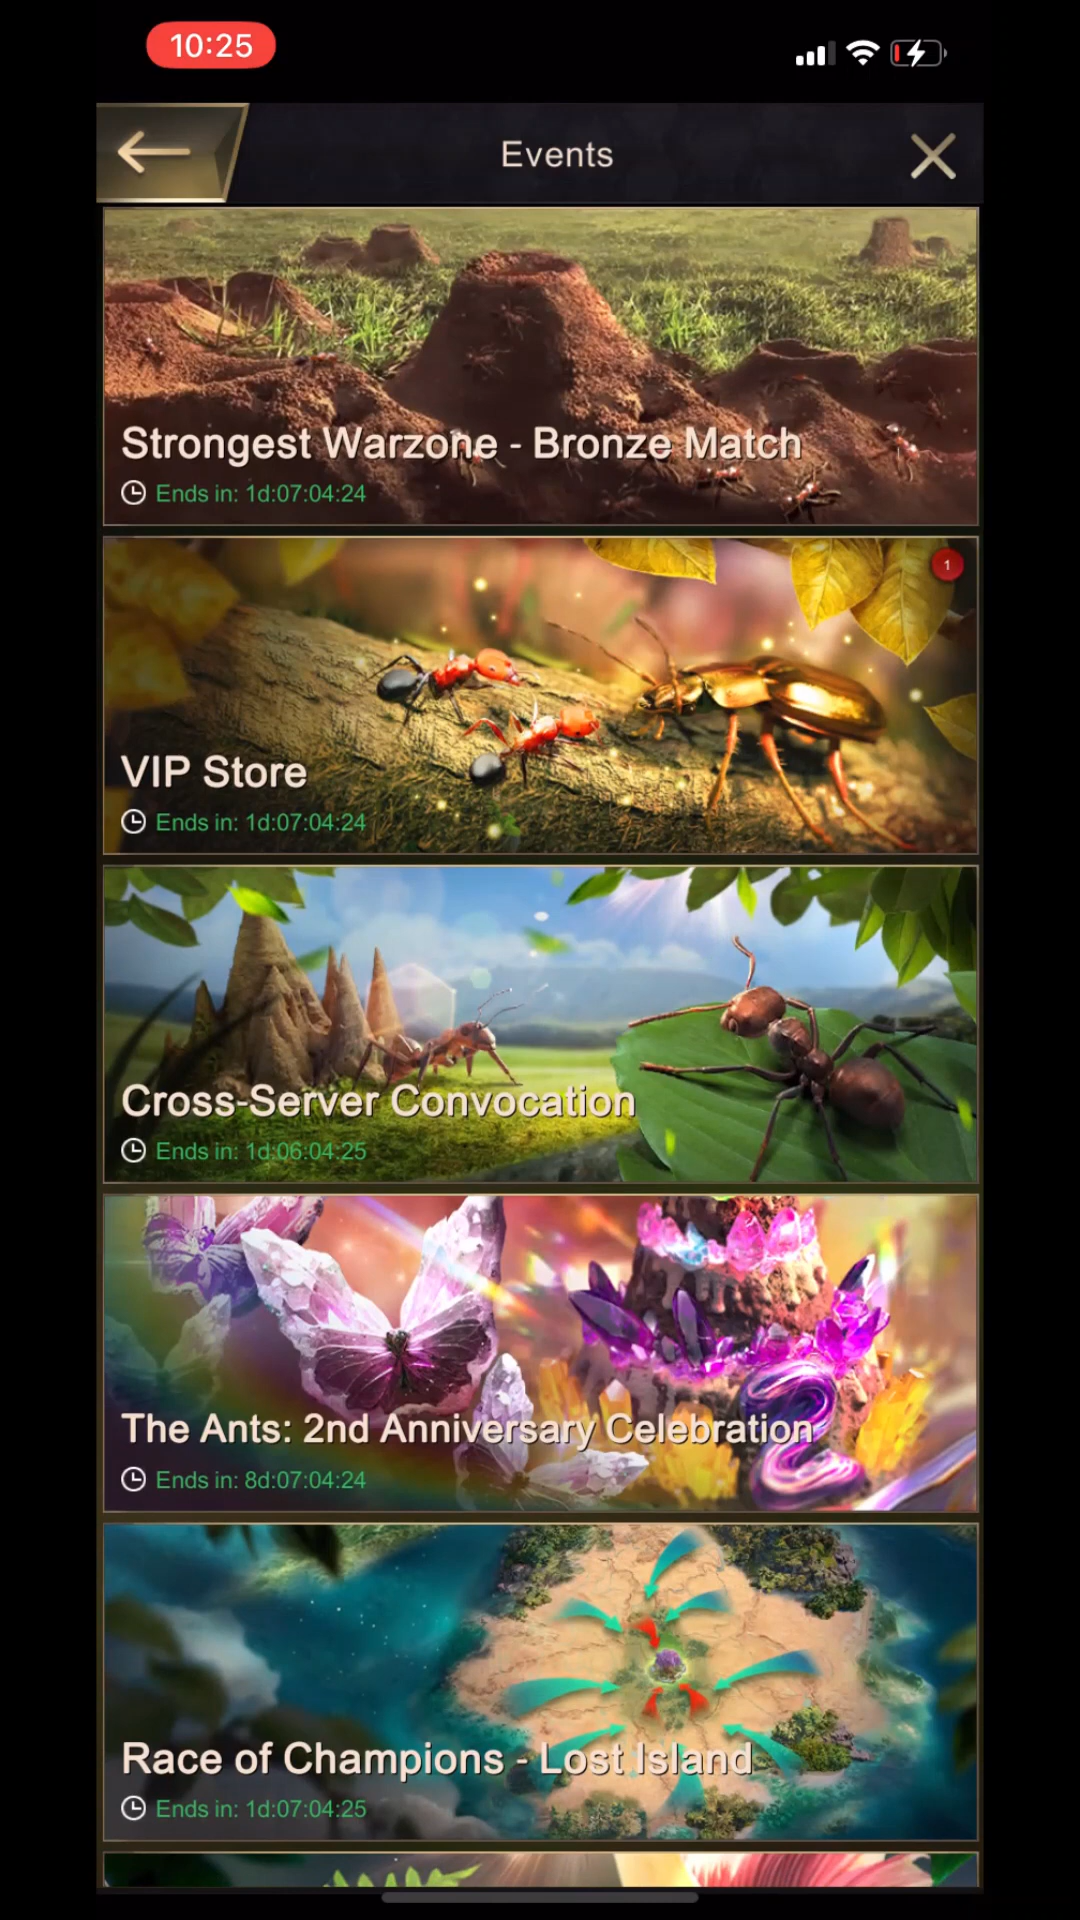 10:25
Events
Strongest Warzone - Bronze Match
Ends in: 1d:07:04:24
1
VIP Store
Ends in: 1d:07:04:24
Cross-Server Convocation
Ends in: 1d:06:04:25
The Ants: 2nd Anniversary Celebration
Ends in: 8d:07:04:24
Race of Champions - Lost Island
Ends in: 1d:07:04:25